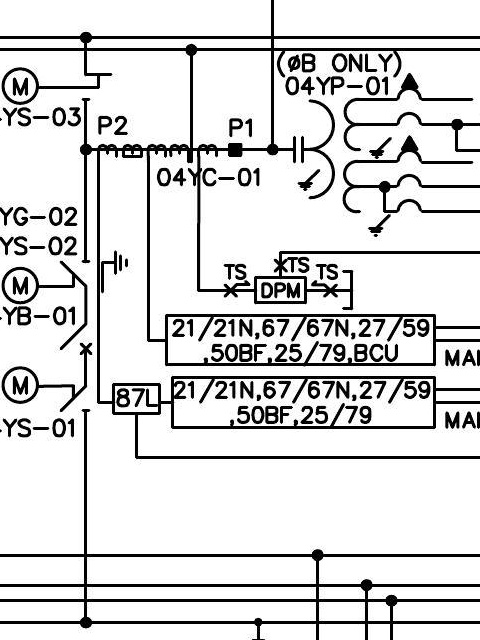 (øB ONLY)
04YP-01
M
YS-03
P2
P1
04YC-01
YG-02
YS-02
TS
TS
TS
M
DPM
YB-01
21/21N,67/67N,27/59
,50BF,25/79,BCU
MAI
M
87L
21/21N,67/67N,27/59
,50BF,25/79
MAI
YS-01